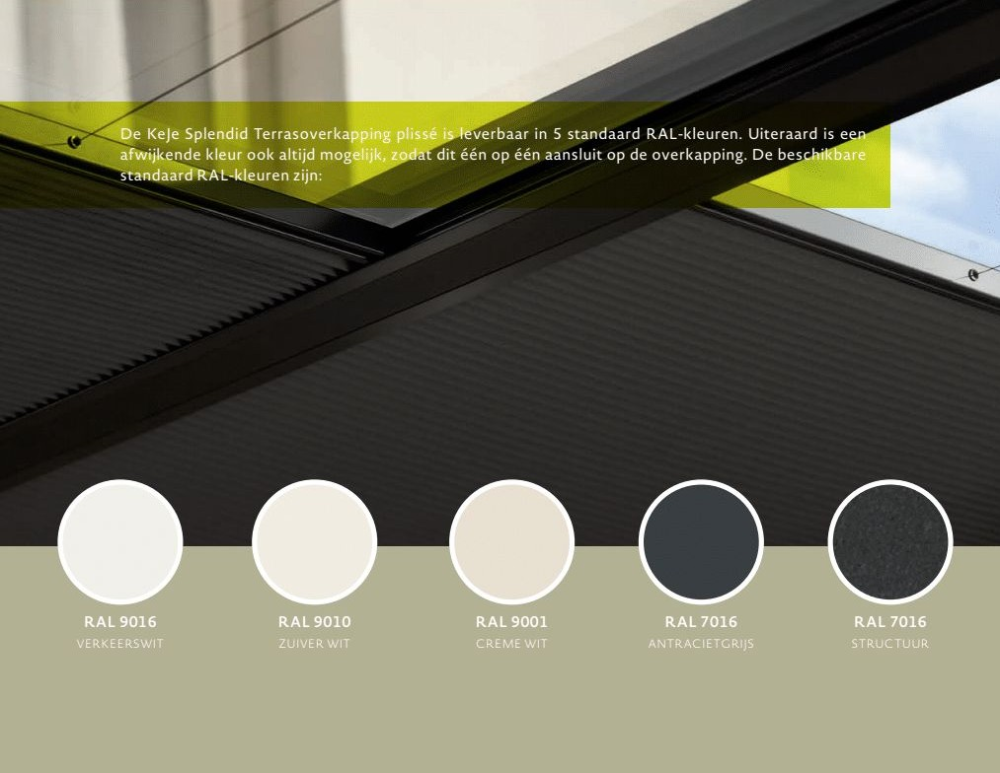 De KeJe Splendid Terrasoverkapping plissé is leverbaar in 5 standaard RAL-kleuren. Uiteraard is een
afwijkende kleur ook altijd mogelijk, zodat dit één op één aansluit op de overkapping. De beschikbare
standaard RAL-kleuren zijn:
RAL 9016
VERKEERSWIT
RAL 9010
ZUIVER WIT
RAL 9001
CREME WIT
RAL 7016
ANTRACIETGRIJS
RAL 7016
STRUCTUUR